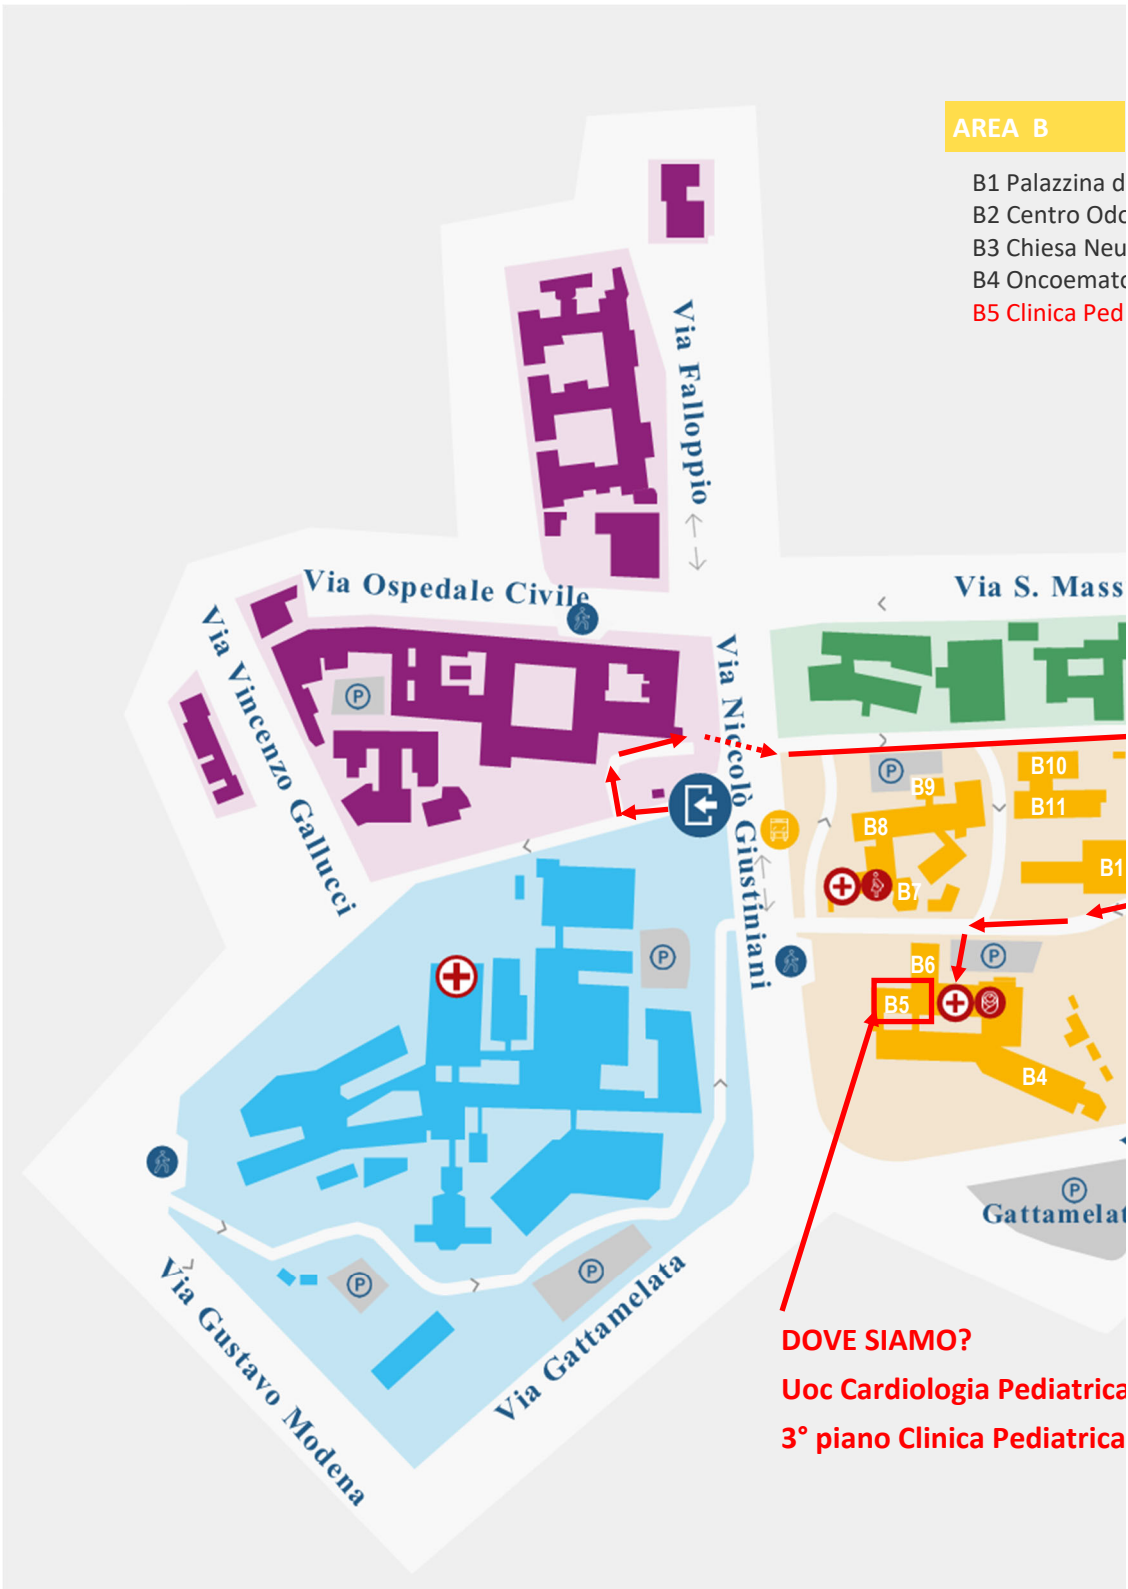 AREA B
B1 Palazzina d
B2 Centro Odo
B3 Chiesa Neu
B4 Oncoemato
B5 Clinica Ped
Via Falloppio
Via Ospedale Civile
Via S. Mass
Via Vincenzo Gallucci
Via Niccolò Giustiniani
P
P
B10
B9
B11
B8
B1
B7
P
B6
P
B5
B4
P
Gattamelat
P
P
Via Gustavo Modena
Via Gattamelata
DOVE SIAMO?
Uoc Cardiologia Pediatrica
3° piano Clinica Pediatrica